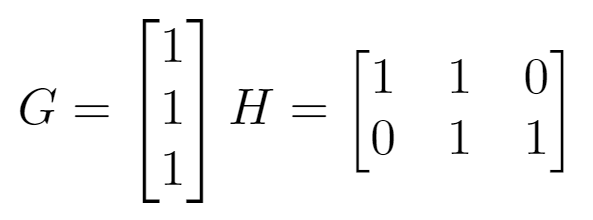 G = [1 1 1] H = [1 1 0
0 1 1]